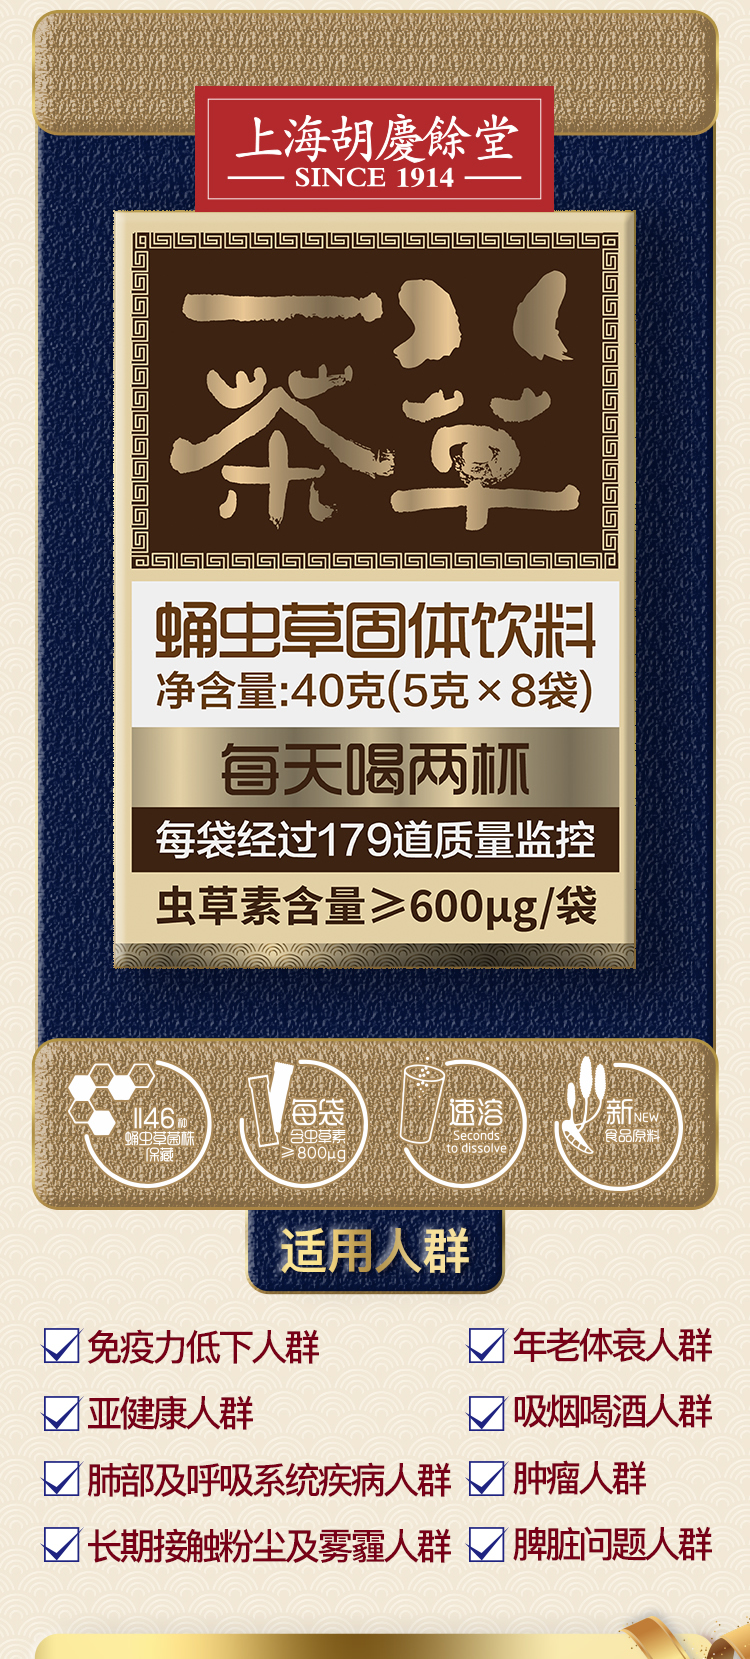 上海胡慶餘堂
SINCE 1914
一八
茶草
蛹虫草固体饮料
净含量:40克(5克×8袋)
每天喝两杯
每袋经过179道质量监控
虫草素含量≥600μg/袋
1146种
蛹虫草菌株
保藏
每袋
含虫草素
≥800μg
速溶
Seconds
to dissolve
新NEW
食品原料
适用人群
免疫力低下人群
年老体衰人群
亚健康人群
吸烟喝酒人群
肺部及呼吸系统疾病人群
肿瘤人群
长期接触粉尘及雾霾人群
脾脏问题人群